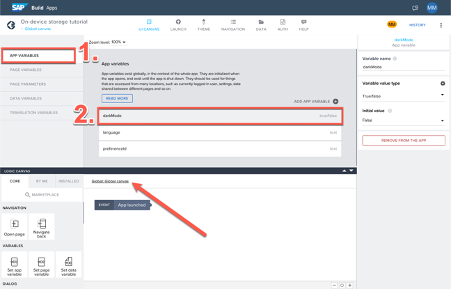 SAP Build Apps
MM
On-device storage tutorial
Global canvas
UI CANVAS
LAUNCH
THEME
NAVIGATION
DATA
AUTH
HELP
MM
HISTORY
1.
APP VARIABLES
PAGE VARIABLES
PAGE PARAMETERS
DATA VARIABLES
TRANSLATION VARIABLES
Zoom level: 100%
App variables
App variables exist globally, in the context of the whole app. They are initialized when
the app opens, and exist until the app is shut down. They should be used for things
that are accessed from many locations, such as currently logged in user, settings, data
shared between different pages and so on.
READ MORE
ADD APP VARIABLE
2.
darkMode
true/false
language
text
preferencesId
text
darkMode
App variable
Variable name
darkMode
Variable value type
True/false
Initial value
False
REMOVE FROM THE APP
LOGIC CANVAS
CORE
BY ME
INSTALLED
MARKETPLACE
NAVIGATION
Open page
Navigate
back
VARIABLES
Set app
variable
Set page
variable
Set data
variable
DIALOG
EVENT
App launched